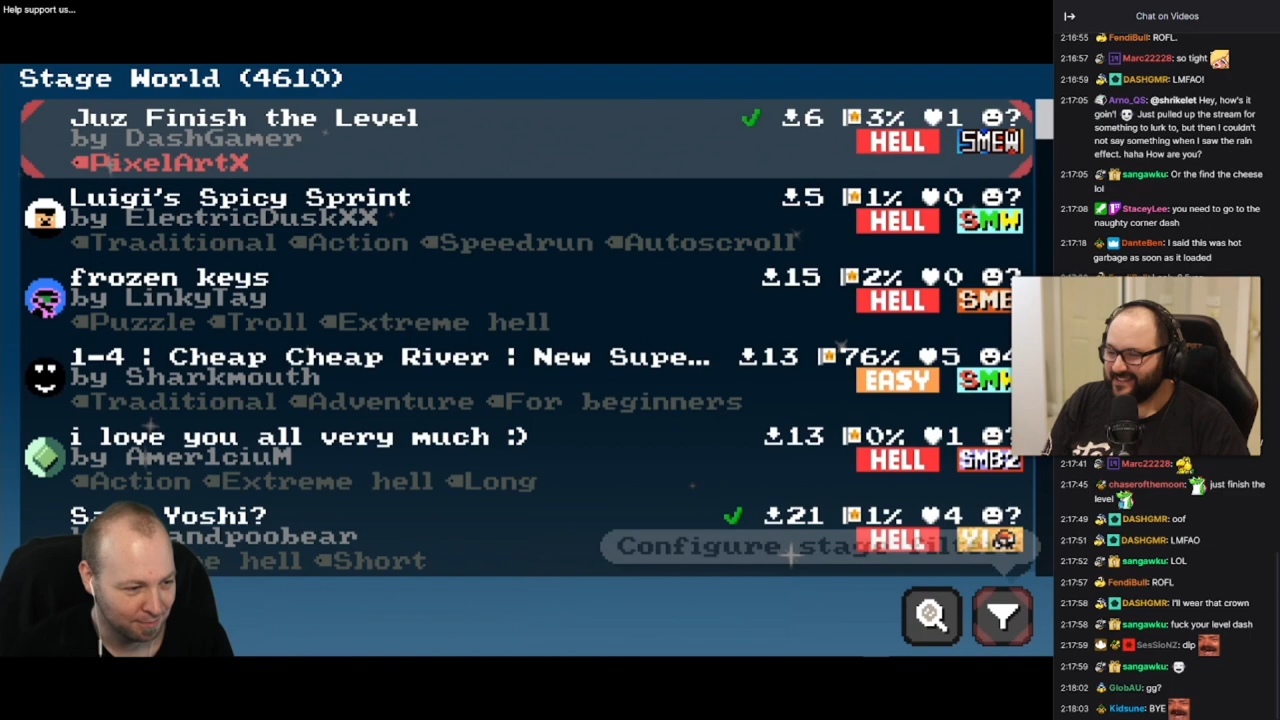 Help support us...
Stage World (4610)
Juz Finish the Level
6 3% 1 ?
by DashGamer
HELL SMEW
PixelArtX
Luigi's Spicy Sprint
5 1% 0 ?
by ElectricDuskXX
HELL SMW
Traditional Action Speedrun Autoscroll
frozen keys
15 2% 0 ?
by LinkyTay
HELL
Puzzle Troll Extreme hell
1-4 | Cheap Cheap River | New Supe...
13 76% 5
by Sharkmouth
EASY
Traditional Adventure For beginners
i love you all very much :)
13 0% 1 ?
by Amer1ciuM
HELL SMB2
Action Extreme hell Long
Yoshi?
21 1% 4 ?
andpoobear
HELL
hell Short
Configure stage
Chat on Videos
2:16:55 FendiBull: ROFL.
2:16:57 Marc22228: so tight
2:16:59 DASHGMR: LMFAO!
2:17:05 Arno_QS: @shrikelet Hey, how's it
goin'! Just pulled up the stream for
something to lurk to, but then I couldn't
not say something when I saw the rain
effect. haha How are you?
2:17:05 sangawku: Or the find the cheese
lol
2:17:08 StaceyLee: you need to go to the
naughty corner dash
2:17:18 DanteBen: I said this was hot
garbage as soon as it loaded
2:17:41 Marc22228:
2:17:45 chaserofthemoon: just finish the
level
2:17:49 DASHGMR: oof
2:17:51 DASHGMR: LMFAO
2:17:52 sangawku: LOL
2:17:57 FendiBull: ROFL
2:17:58 DASHGMR: I'll wear that crown
2:17:58 sangawku: fuck your level dash
2:17:59 SesSioNZ: dlp
2:17:59 sangawku:
2:18:02 GlobAU: gg?
2:18:03 Kidsune: BYE